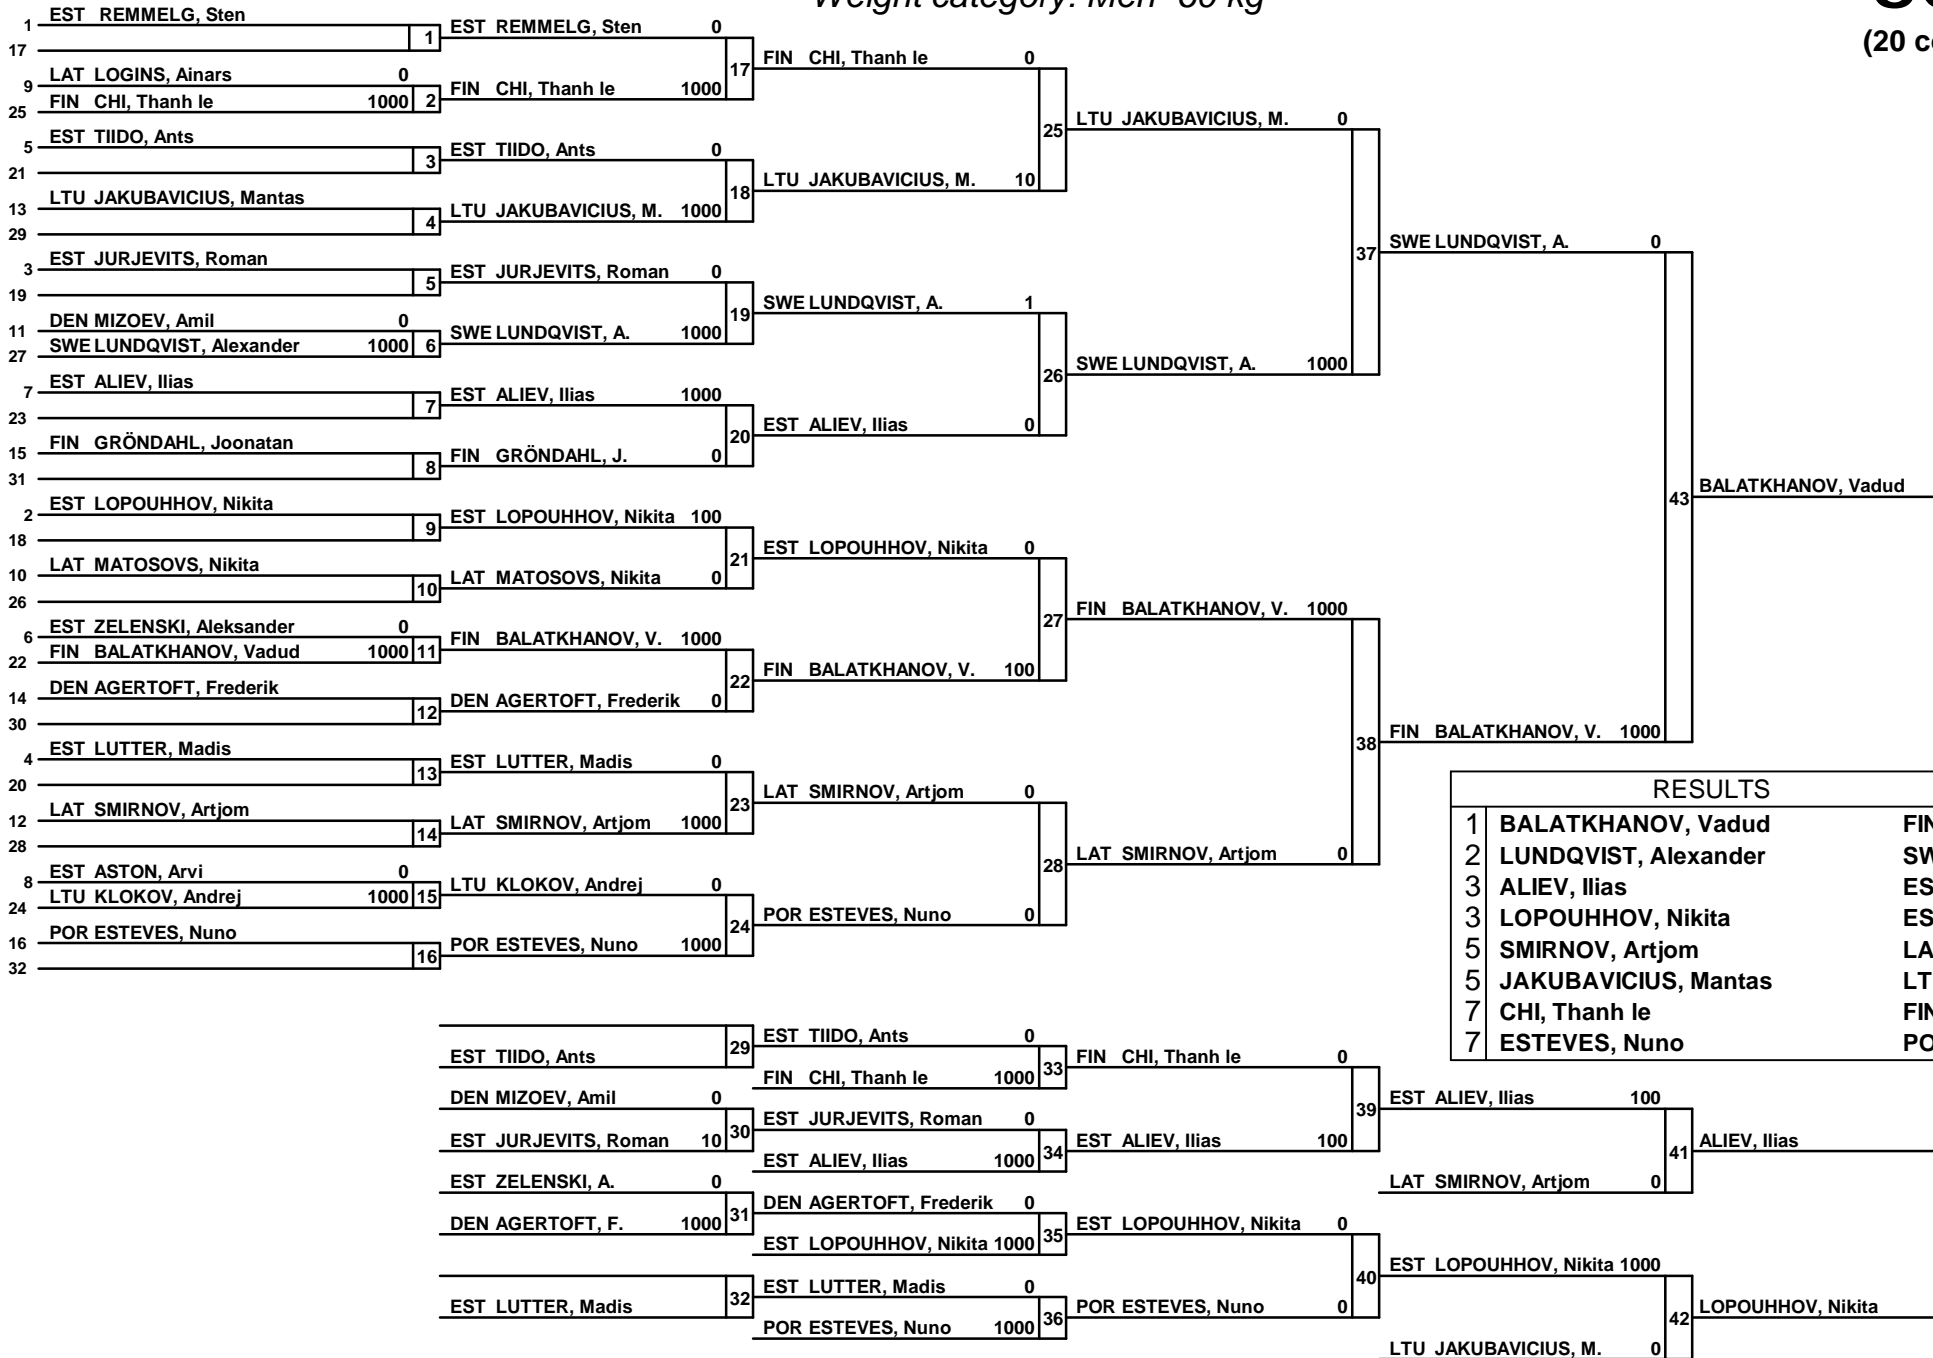 1 EST REMMELG, Sten
17
1 EST REMMELG, Sten 0
9 LAT LOGINS, Ainars 0
25 FIN CHI, Thanh le 1000
2 FIN CHI, Thanh le 1000
17 FIN CHI, Thanh le 0
5 EST TIIDO, Ants
21
3 EST TIIDO, Ants 0
13 LTU JAKUBAVICIUS, Mantas
29
4 LTU JAKUBAVICIUS, M. 1000
18 LTU JAKUBAVICIUS, M. 10
25 LTU JAKUBAVICIUS, M. 0
3 EST JURJEVITS, Roman
19
5 EST JURJEVITS, Roman 0
11 DEN MIZOEV, Amil 0
27 SWE LUNDQVIST, Alexander 1000
6 SWE LUNDQVIST, A. 1000
19 SWE LUNDQVIST, A. 1
7 EST ALIEV, Ilias
23
7 EST ALIEV, Ilias 1000
15 FIN GRÖNDAHL, Joonatan
31
8 FIN GRÖNDAHL, J. 0
20 EST ALIEV, Ilias 0
26 SWE LUNDQVIST, A. 1000
37 SWE LUNDQVIST, A. 0
2 EST LOPOUHHOV, Nikita
18
9 EST LOPOUHHOV, Nikita 100
10 LAT MATOSOVS, Nikita
26
10 LAT MATOSOVS, Nikita 0
21 EST LOPOUHHOV, Nikita 0
6 EST ZELENSKI, Aleksander 0
22 FIN BALATKHANOV, Vadud 1000
11 FIN BALATKHANOV, V. 1000
14 DEN AGERTOFT, Frederik
30
12 DEN AGERTOFT, Frederik 0
22 FIN BALATKHANOV, V. 100
27 FIN BALATKHANOV, V. 1000
4 EST LUTTER, Madis
20
13 EST LUTTER, Madis 0
12 LAT SMIRNOV, Artjom
28
14 LAT SMIRNOV, Artjom 1000
23 LAT SMIRNOV, Artjom 0
8 EST ASTON, Arvi 0
24 LTU KLOKOV, Andrej 1000
15 LTU KLOKOV, Andrej 0
16 POR ESTEVES, Nuno
32
16 POR ESTEVES, Nuno 1000
24 POR ESTEVES, Nuno 0
28 LAT SMIRNOV, Artjom 0
38 FIN BALATKHANOV, V. 1000
43 BALATKHANOV, Vadud
RESULTS
1 BALATKHANOV, Vadud
2 LUNDQVIST, Alexander
3 ALIEV, Ilias
3 LOPOUHHOV, Nikita
5 SMIRNOV, Artjom
5 JAKUBAVICIUS, Mantas
7 CHI, Thanh le
7 ESTEVES, Nuno
EST TIIDO, Ants
29 EST TIIDO, Ants 0
FIN CHI, Thanh le 1000
33 FIN CHI, Thanh le 0
DEN MIZOEV, Amil 0
EST JURJEVITS, Roman 10
30 EST JURJEVITS, Roman 0
EST ALIEV, Ilias 1000
34 EST ALIEV, Ilias 100
39 EST ALIEV, Ilias 100
LAT SMIRNOV, Artjom 0
41 ALIEV, Ilias
EST ZELENSKI, A. 0
DEN AGERTOFT, F. 1000
31 DEN AGERTOFT, Frederik 0
EST LOPOUHHOV, Nikita 1000
35 EST LOPOUHHOV, Nikita 0
EST LUTTER, Madis
32 EST LUTTER, Madis 0
POR ESTEVES, Nuno 1000
36 POR ESTEVES, Nuno 0
40 EST LOPOUHHOV, Nikita 1000
LTU JAKUBAVICIUS, M. 0
42 LOPOUHHOV, Nikita